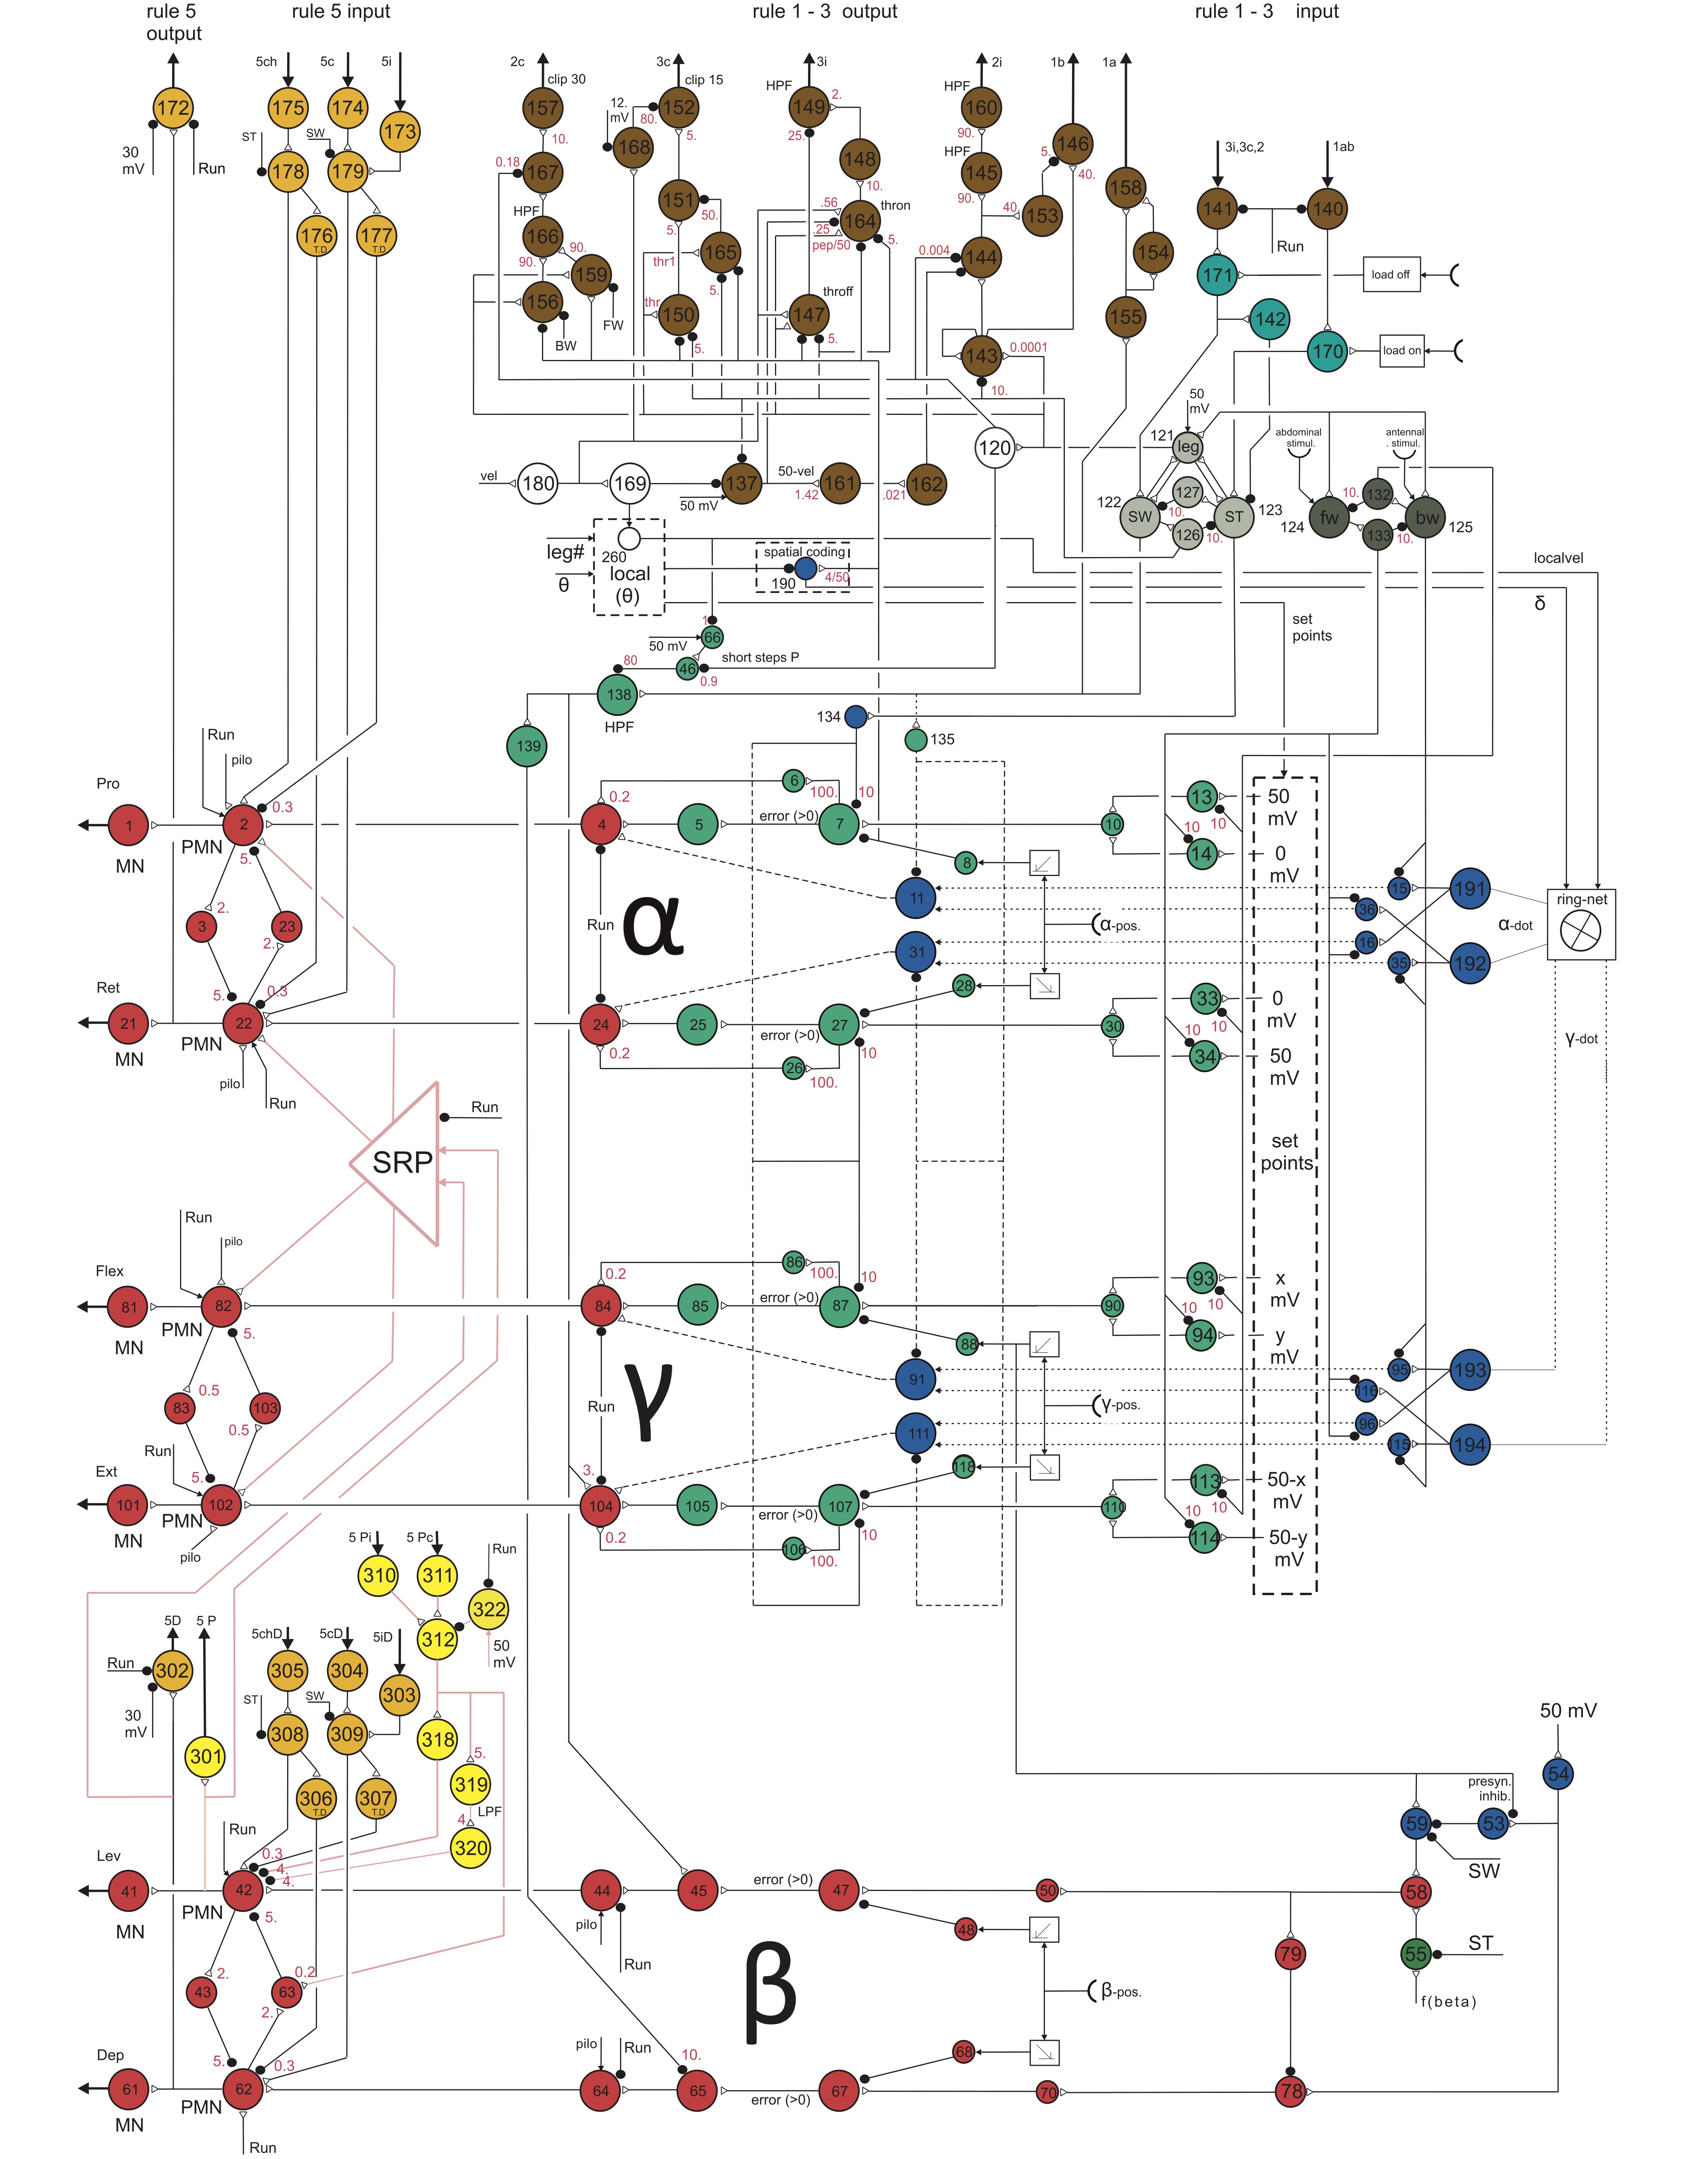 rule 5
output
rule 5 input
rule 1 - 3 output
rule 1 - 3 input
5ch
5c
5i
2c
clip 30
3c
clip 15
3i
HPF
2.
2i
HPF
1b
1a
172
175
174
173
157
12.
mV
80.
152
149
160
146
30
mV
Run
ST
SW
178
179
10.
168
5.
25.
148
90.
HPF
5.
40.
3i,3c,2
1ab
0.18
167
145
158
176
T.D
177
T.D
HPF
166
90.
90.
159
156
FW
BW
151
50.
5.
165
thr1
5.
thr
150
5.
10.
.56
.25
pep/50
164
thron
5.
throff
147
5.
90.
40.
153
0.004
144
143
0.0001
10.
154
155
141
140
Run
171
load off
142
170
load on
vel
180
169
137
50 mV
50-vel
161
1.42
.021
162
120
50
mV
121
leg
122
SW
127
10.
126
10.
ST
123
abdominal
stimul.
antennal
. stimul.
10.
132
fw
124
133
10.
bw
125
leg#
θ
260
local
(θ)
spatial coding
190
4/50
localvel
δ
1
66
50 mV
46
short steps P
80
0.9
138
HPF
set
points
139
134
135
Pro
Run
pilo
1
MN
2
PMN
0.3
5.
0.2
4
5
error (>0)
6
100.
7
10
8
10
13
14
10
10
50
mV
0
mV
2.
3
23
2.
Run
α
11
31
α-pos.
15
36
16
35
191
192
ring-net
α-dot
Ret
21
MN
5.
0.3
22
PMN
pilo
Run
24
0.2
25
error (>0)
26
100.
27
10
28
30
33
34
10
10
0
mV
50
mV
γ-dot
SRP
Run
set
points
Flex
Run
pilo
81
MN
82
PMN
5.
0.2
84
85
error (>0)
86
100.
87
10
88
90
93
94
10
10
x
mV
y
mV
0.5
83
103
0.5
Run
γ
91
111
γ-pos.
95
116
96
115
193
194
Ext
Run
101
MN
5.
102
PMN
pilo
3.
104
0.2
105
error (>0)
106
100.
107
10
118
110
113
114
10
10
50-x
mV
50-y
mV
5 Pi
5 Pc
Run
310
311
322
312
50
mV
5D
5 P
5chD
5cD
5iD
Run
302
30
mV
301
305
304
303
ST
SW
308
309
318
306
T.D
307
T.D
5.
319
LPF
4.
320
50 mV
54
presyn.
inhib.
59
53
SW
Lev
Run
41
MN
42
PMN
0.3
4.
4.
5.
44
pilo
Run
45
error (>0)
47
48
50
58
79
55
ST
f(beta)
2.
43
63
0.2
2.
β
β-pos.
Dep
61
MN
5.
0.3
62
PMN
Run
pilo
Run
64
10.
65
error (>0)
67
68
70
78